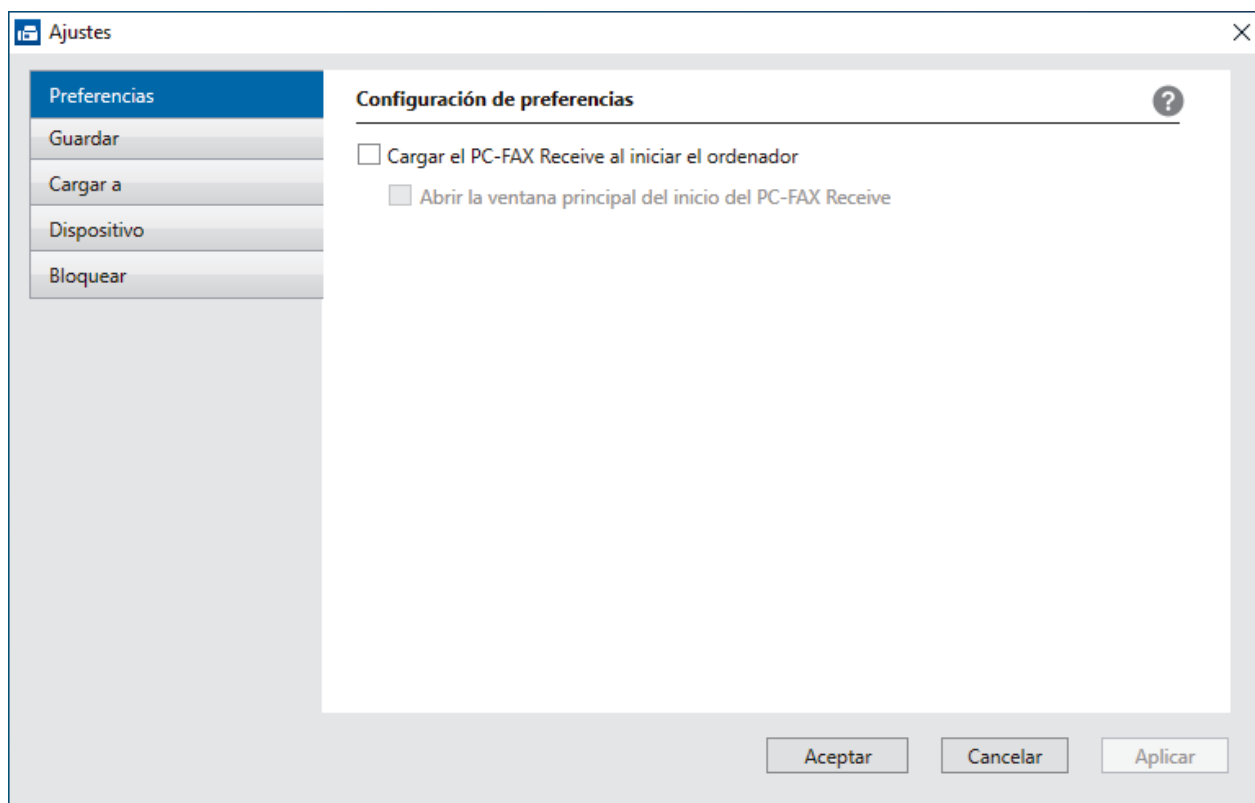 Ajustes
Preferencias
Guardar
Cargar a
Dispositivo
Bloquear
Configuración de preferencias
?
Cargar el PC-FAX Receive al iniciar el ordenador
Abrir la ventana principal del inicio del PC-FAX Receive
Aceptar
Cancelar
Aplicar